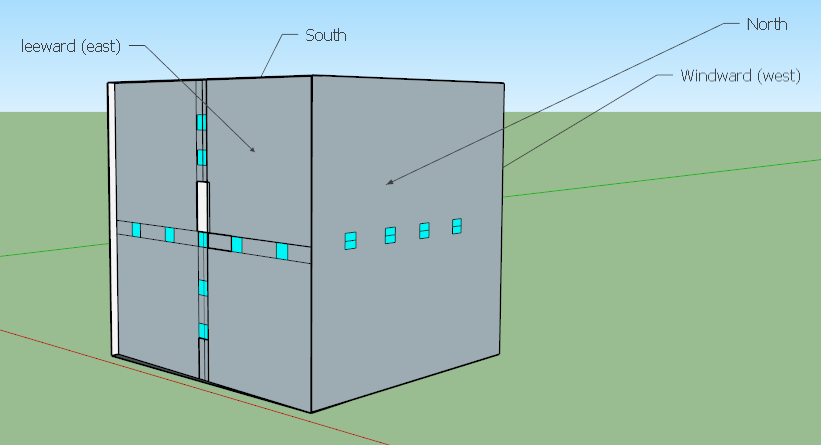 South
leeward (east)
North
Windward (west)